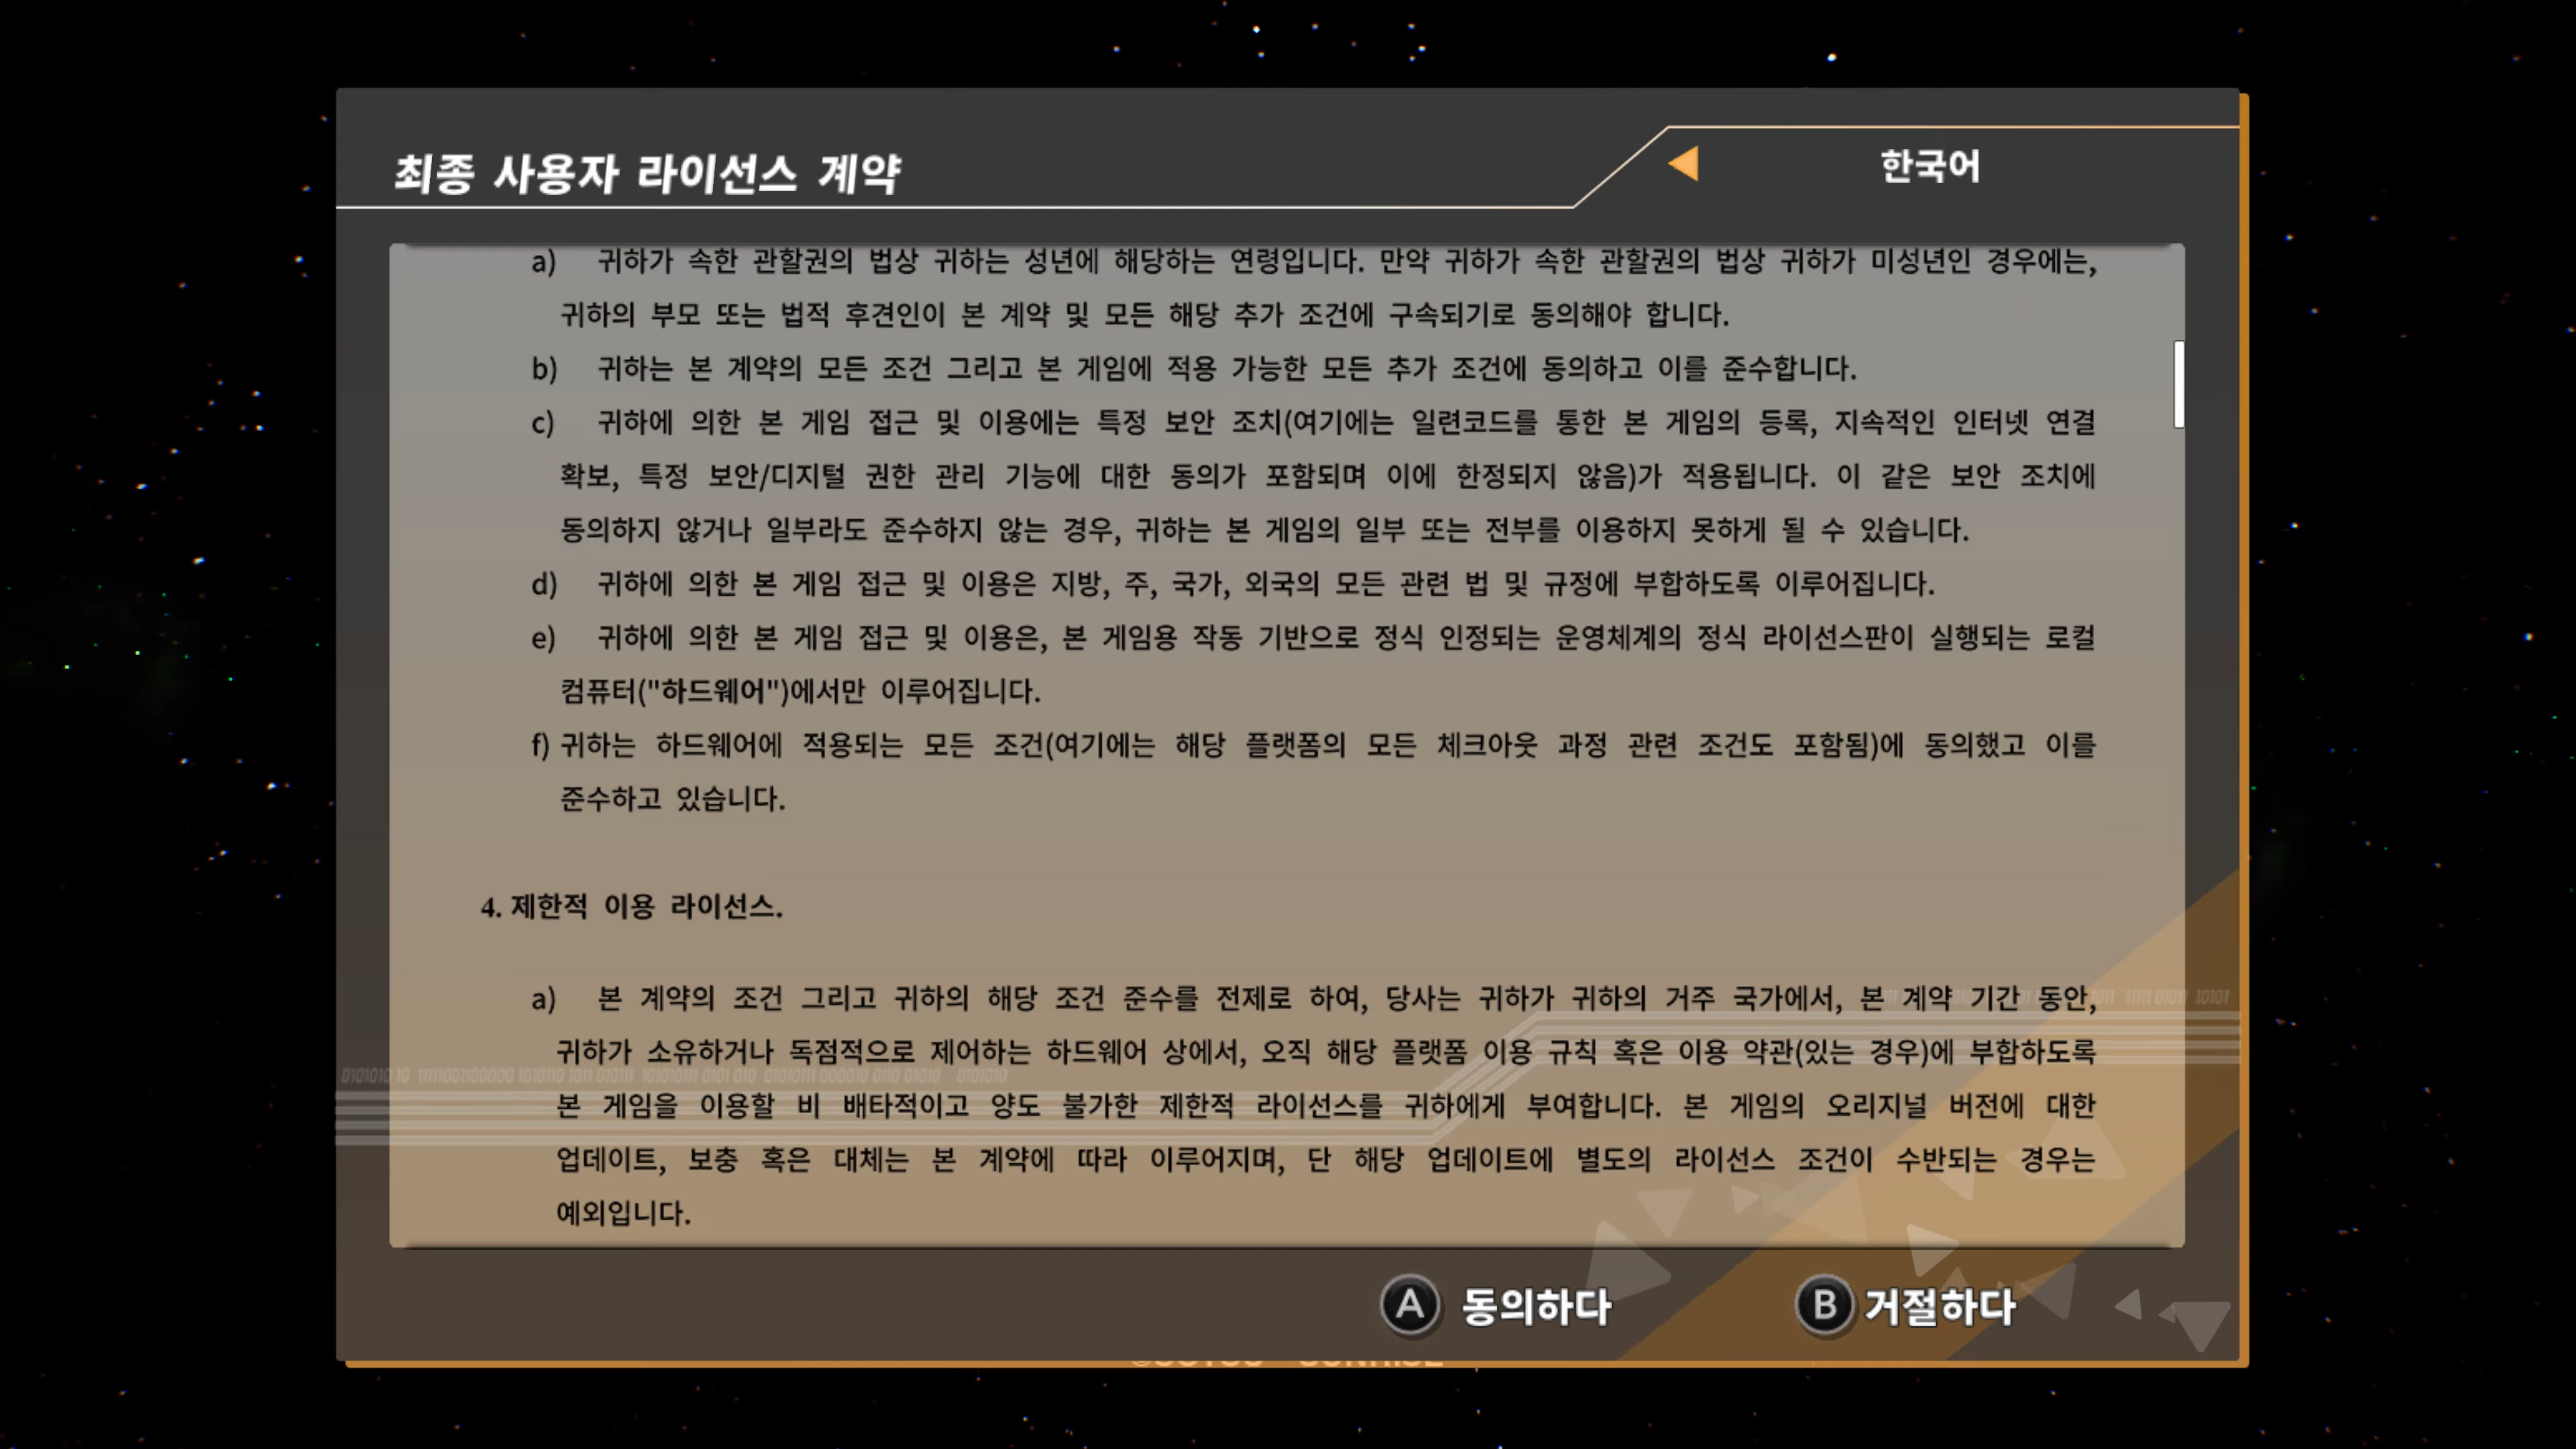 최종 사용자 라이선스 계약
한국어
a) 귀하가 속한 관할권의 법상 귀하는 성년에 해당하는 연령입니다. 만약 귀하가 속한 관할권의 법상 귀하가 미성년인 경우에는,
귀하의 부모 또는 법적 후견인이 본 계약 및 모든 해당 추가 조건에 구속되기로 동의해야 합니다.
b) 귀하는 본 계약의 모든 조건 그리고 본 게임에 적용 가능한 모든 추가 조건에 동의하고 이를 준수합니다.
c) 귀하에 의한 본 게임 접근 및 이용에는 특정 보안 조치(여기에는 일련코드를 통한 본 게임의 등록, 지속적인 인터넷 연결
확보, 특정 보안/디지털 권한 관리 기능에 대한 동의가 포함되며 이에 한정되지 않음)가 적용됩니다. 이 같은 보안 조치에
동의하지 않거나 일부라도 준수하지 않는 경우, 귀하는 본 게임의 일부 또는 전부를 이용하지 못하게 될 수 있습니다.
d) 귀하에 의한 본 게임 접근 및 이용은 지방, 주, 국가, 외국의 모든 관련 법 및 규정에 부합하도록 이루어집니다.
e) 귀하에 의한 본 게임 접근 및 이용은, 본 게임용 작동 기반으로 정식 인정되는 운영체계의 정식 라이선스판이 실행되는 로컬
컴퓨터("하드웨어")에서만 이루어집니다.
f) 귀하는 하드웨어에 적용되는 모든 조건(여기에는 해당 플랫폼의 모든 체크아웃 과정 관련 조건도 포함됨)에 동의했고 이를
준수하고 있습니다.
4. 제한적 이용 라이선스.
a) 본 계약의 조건 그리고 귀하의 해당 조건 준수를 전제로 하여, 당사는 귀하가 귀하의 거주 국가에서, 본 계약 기간 동안,
귀하가 소유하거나 독점적으로 제어하는 하드웨어 상에서, 오직 해당 플랫폼 이용 규칙 혹은 이용 약관(있는 경우)에 부합하도록
본 게임을 이용할 비 배타적이고 양도 불가한 제한적 라이선스를 귀하에게 부여합니다. 본 게임의 오리지널 버전에 대한
업데이트, 보충 혹은 대체는 본 계약에 따라 이루어지며, 단 해당 업데이트에 별도의 라이선스 조건이 수반되는 경우는
예외입니다.
A 동의하다
B 거절하다